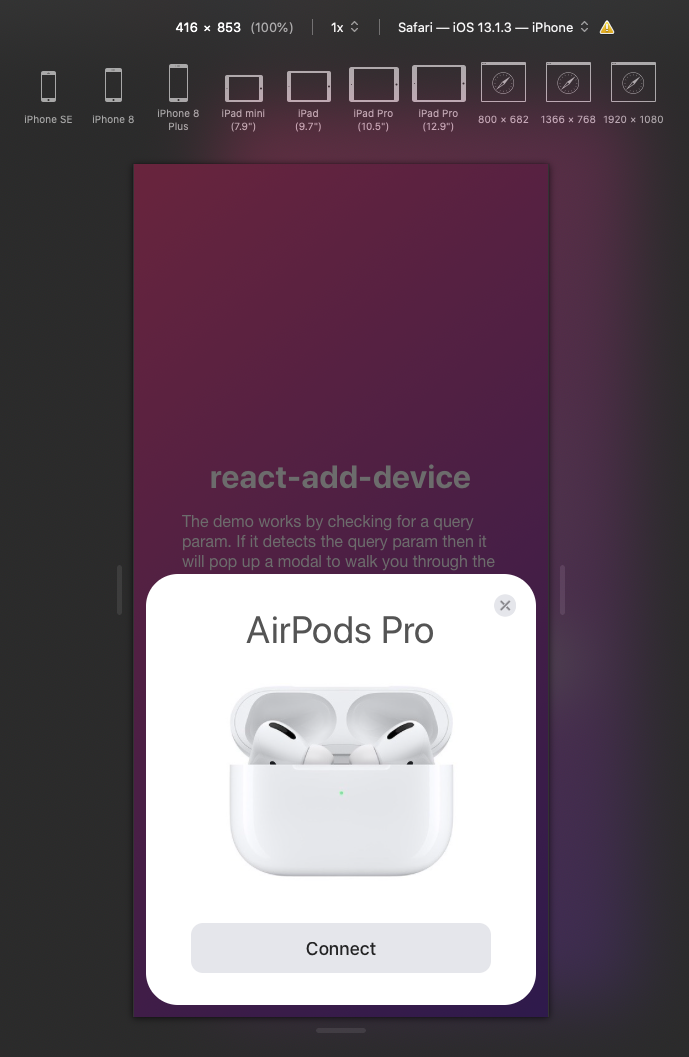 416 × 853 (100%) 1x Safari — iOS 13.1.3 — iPhone
iPhone SE
iPhone 8
iPhone 8
Plus
iPad mini
(7.9")
iPad
(9.7")
iPad Pro
(10.5")
iPad Pro
(12.9")
800 × 682
1366 × 768
1920 × 1080
react-add-device
The demo works by checking for a query
param. If it detects the query param then it
will pop up a modal to walk you through the
AirPods Pro
Connect